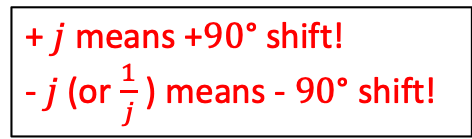 + j means +90° shift!
- j (or 1/j ) means - 90° shift!